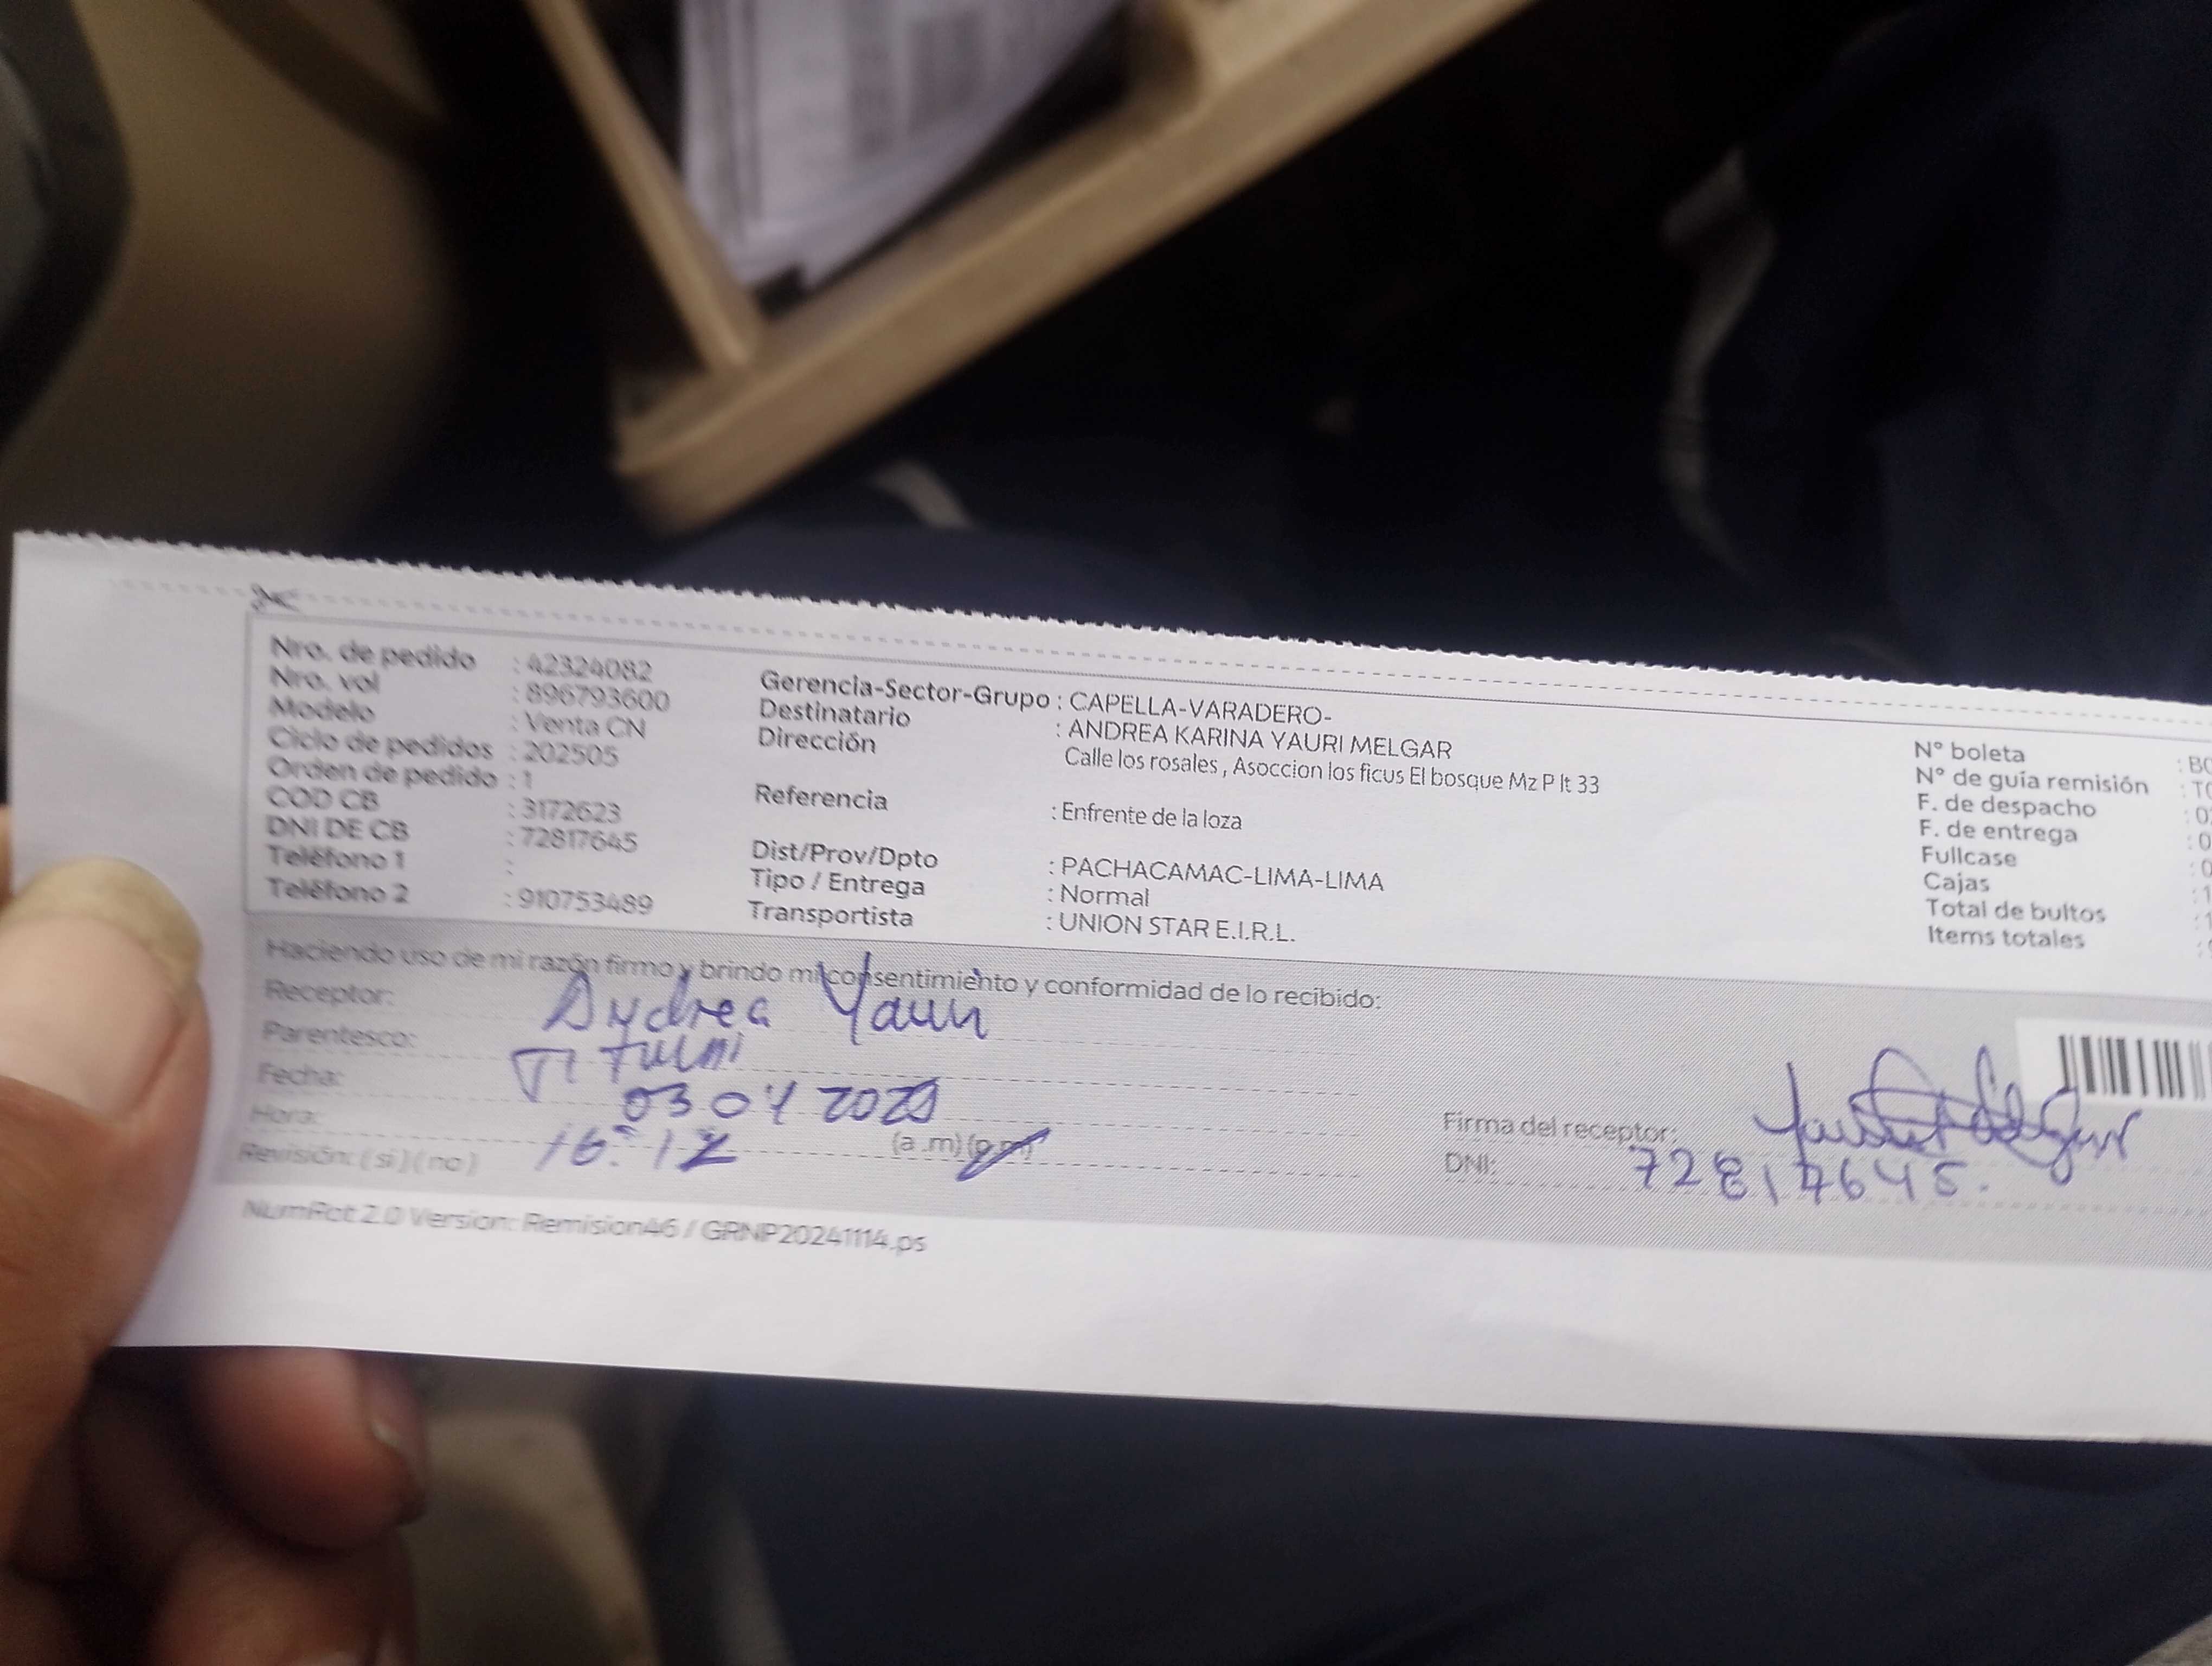 Nro. de pedido : 42324082
Nro. vol : 896793600
Modelo : Venta CN
Ciclo de pedidos : 202505
Orden de pedido : 1
COD CB : 3172623
DNI DE CB : 72817645
Teléfono 1 :
Teléfono 2 : 910753489
Gerencia-Sector-Grupo : CAPELLA-VARADERO-
Destinatario : ANDREA KARINA YAURI MELGAR
Dirección Calle los rosales , Asoccion los ficus El bosque Mz P lt 33
Referencia : Enfrente de la loza
Dist/Prov/Dpto : PACHACAMAC-LIMA-LIMA
Tipo / Entrega : Normal
Transportista : UNION STAR E.I.R.L.
N° boleta
N° de guía remisión
F. de despacho
F. de entrega
Fullcase
Cajas
Total de bultos
Items totales
Haciendo uso de mi razón firmo y brindo mi consentimiento y conformidad de lo recibido:
Receptor: Andrea Yauri
Parentesco:
Fecha: 03 04 2025
Hora: 16:12 (a.m) (p.m)
Revisión: ( si ) ( no )
Firma del receptor:
DNI: 72817645.
NumRot 2.0 Version: Remision46 / GRNP20241114.ps